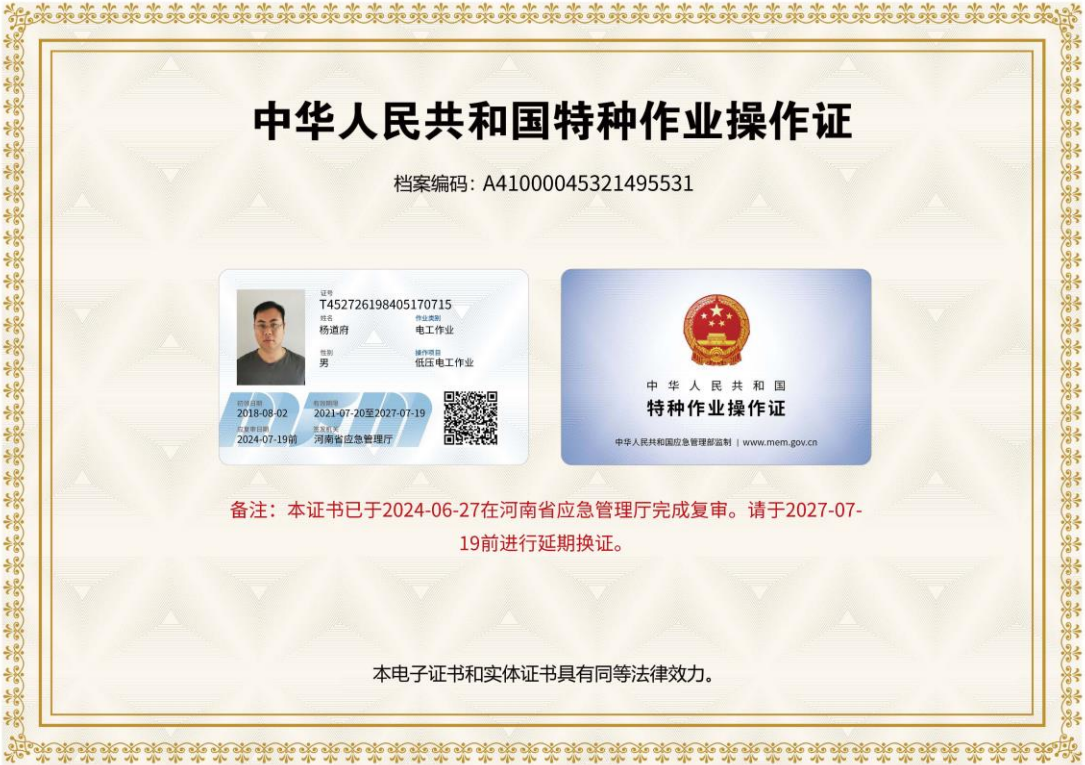 中华人民共和国特种作业操作证
档案编码：A41000045321495531
证号
T452726198405170715
姓名
杨道府
作业类别
电工作业
性别
男
操作项目
低压电工作业
初领日期
2018-08-02
有效期限
2021-07-20至2027-07-19
应复审日期
2024-07-19前
签发机关
河南省应急管理厅
中华人民共和国
特种作业操作证
中华人民共和国应急管理部监制 | www.mem.gov.cn
备注：本证书已于2024-06-27在河南省应急管理厅完成复审。请于2027-07-
19前进行延期换证。
本电子证书和实体证书具有同等法律效力。